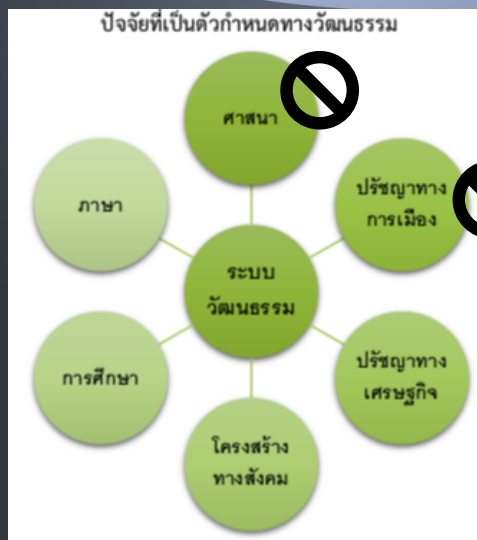 ปัจจัยที่เป็นตัวกำหนดทางวัฒนธรรม
ศาสนา
ปรัชญาทาง
การเมือง
ปรัชญาทาง
เศรษฐกิจ
โครงสร้าง
ทางสังคม
การศึกษา
ภาษา
ระบบ
วัฒนธรรม